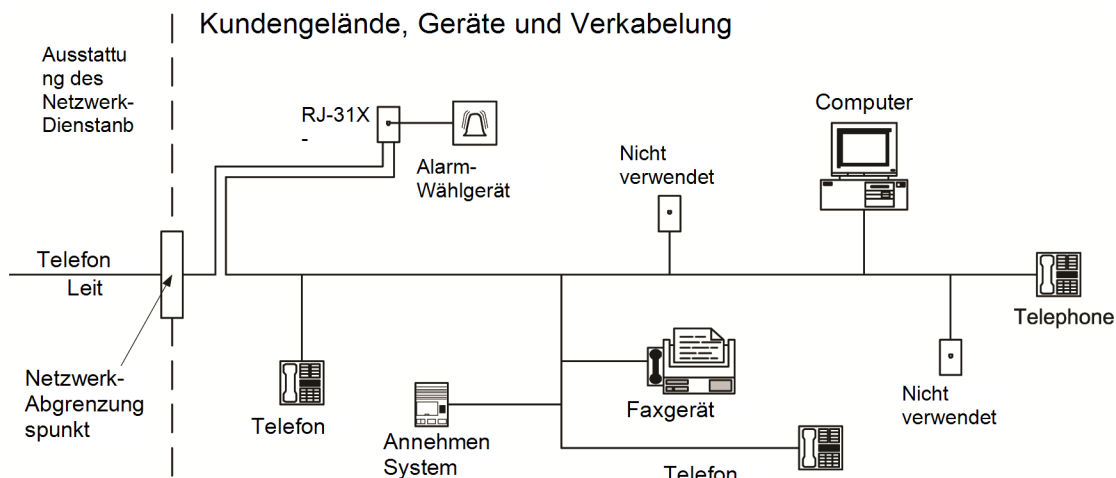 Kundengelände, Geräte und Verkabelung
Ausstattu
ng des
Netzwerk-
Dienstanb
RJ-31X
-
Alarm-
Wählgerät
Nicht
verwendet
Computer
Telefon
Leit
Telephone
Netzwerk-
Abgrenzung
spunkt
Telefon
Annehmen
System
Faxgerät
Telefon
Nicht
verwendet